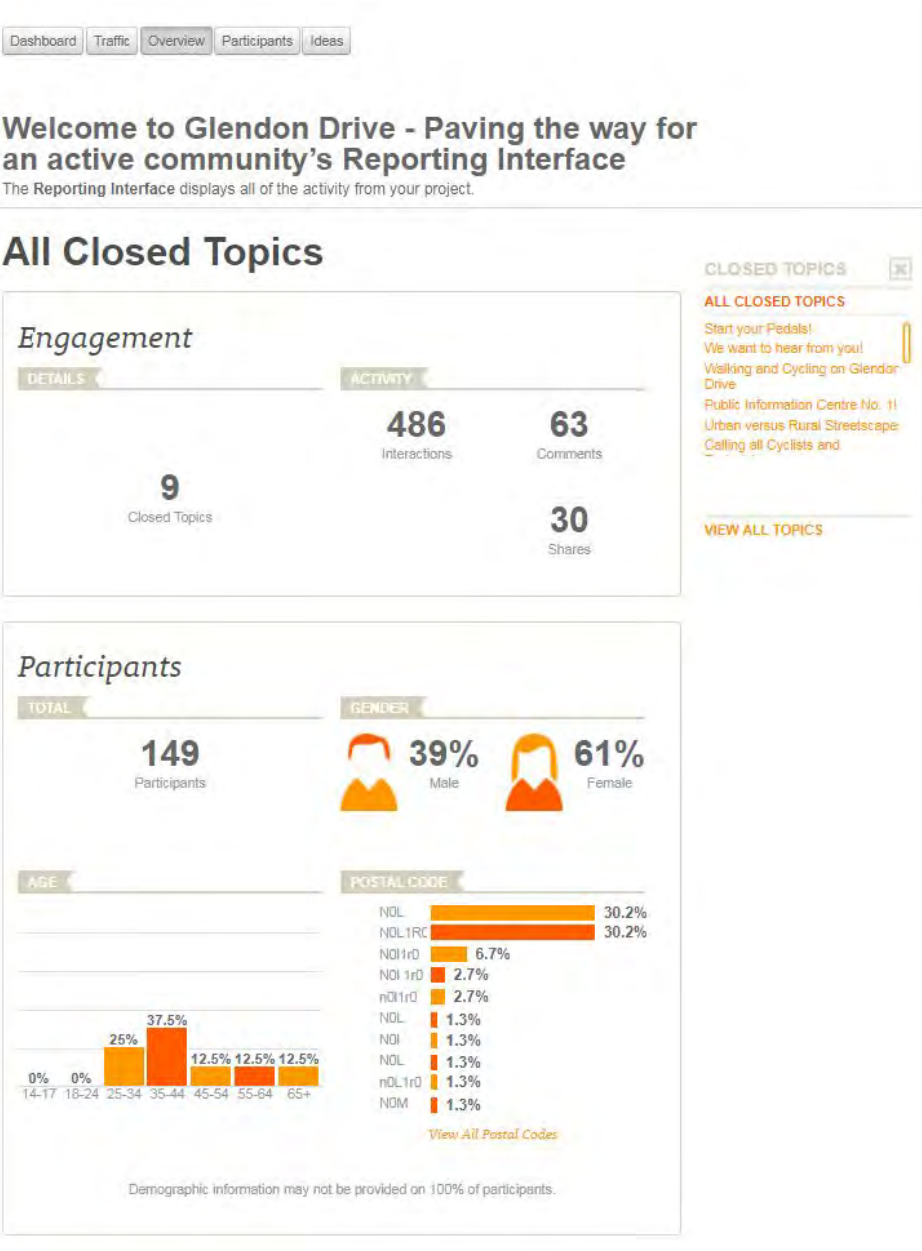 Dashboard Traffic Overview Participants Ideas
Welcome to Glendon Drive - Paving the way for
an active community's Reporting Interface
The Reporting Interface displays all of the activity from your project.
All Closed Topics
Engagement
DETAILS
9
Closed Topics
ACTIVITY
486
Interactions
63
Comments
30
Shares
CLOSED TOPICS
ALL CLOSED TOPICS
Start your Pedals!
We want to hear from you!
Walking and Cycling on Glendon
Drive
Public Information Centre No. 1!
Urban versus Rural Streetscape
Calling all Cyclists and
VIEW ALL TOPICS
Participants
TOTAL
149
Participants
GENDER
39%
Male
61%
Female
AGE
0% 0% 25% 37.5% 12.5% 12.5% 12.5%
14-17 18-24 25-34 35-44 45-54 55-64 65+
POSTAL CODE
N0L 30.2%
N0L1R0 30.2%
N0l1r0 6.7%
N0l 1r0 2.7%
n0l1r0 2.7%
N0L 1.3%
N0l 1.3%
N0L 1.3%
n0L1r0 1.3%
N0M 1.3%
View All Postal Codes
Demographic information may not be provided on 100% of participants.